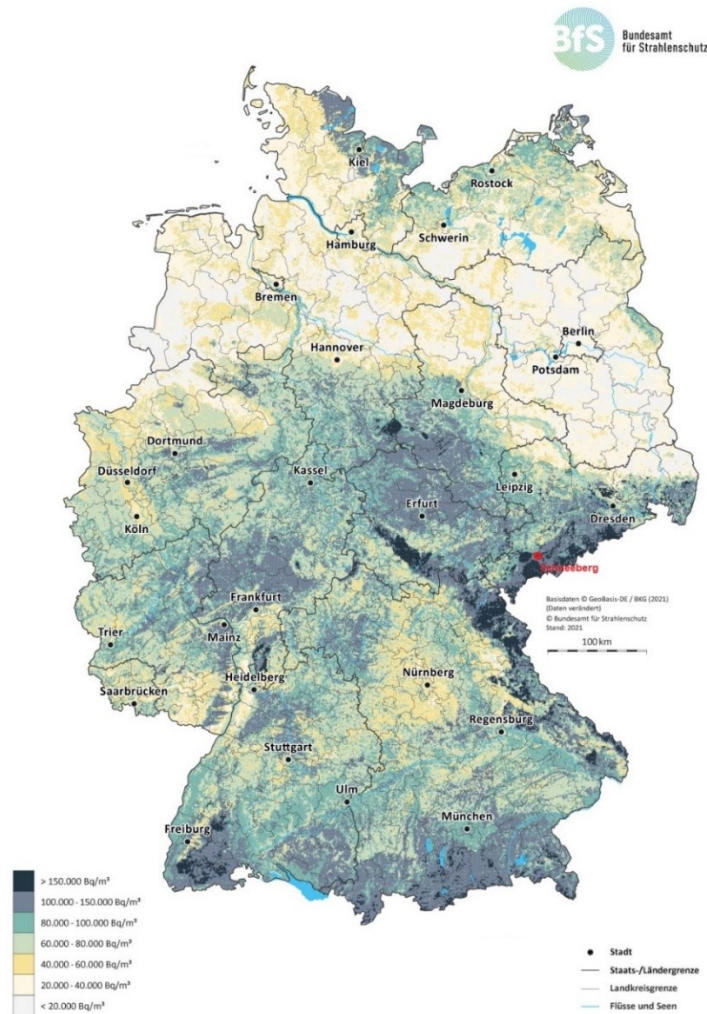 BfS
Bundesamt
für Strahlenschutz
Kiel
Rostock
Schwerin
Hamburg
Bremen
Berlin
Hannover
Potsdam
Magdeburg
Dortmund
Düsseldorf
Kassel
Leipzig
Köln
Erfurt
Dresden
Schneeberg
Basisdaten © GeoBasis-DE / BKG (2021)
(Daten verändert)
© Bundesamt für Strahlenschutz
Stand: 2021
100 km
Frankfurt
Mainz
Trier
Heidelberg
Nürnberg
Saarbrücken
Regensburg
Stuttgart
Ulm
München
Freiburg
> 150.000 Bq/m³
100.000 - 150.000 Bq/m³
80.000 - 100.000 Bq/m³
60.000 - 80.000 Bq/m³
40.000 - 60.000 Bq/m³
20.000 - 40.000 Bq/m³
< 20.000 Bq/m³
Stadt
Staats-/Ländergrenze
Landkreisgrenze
Flüsse und Seen